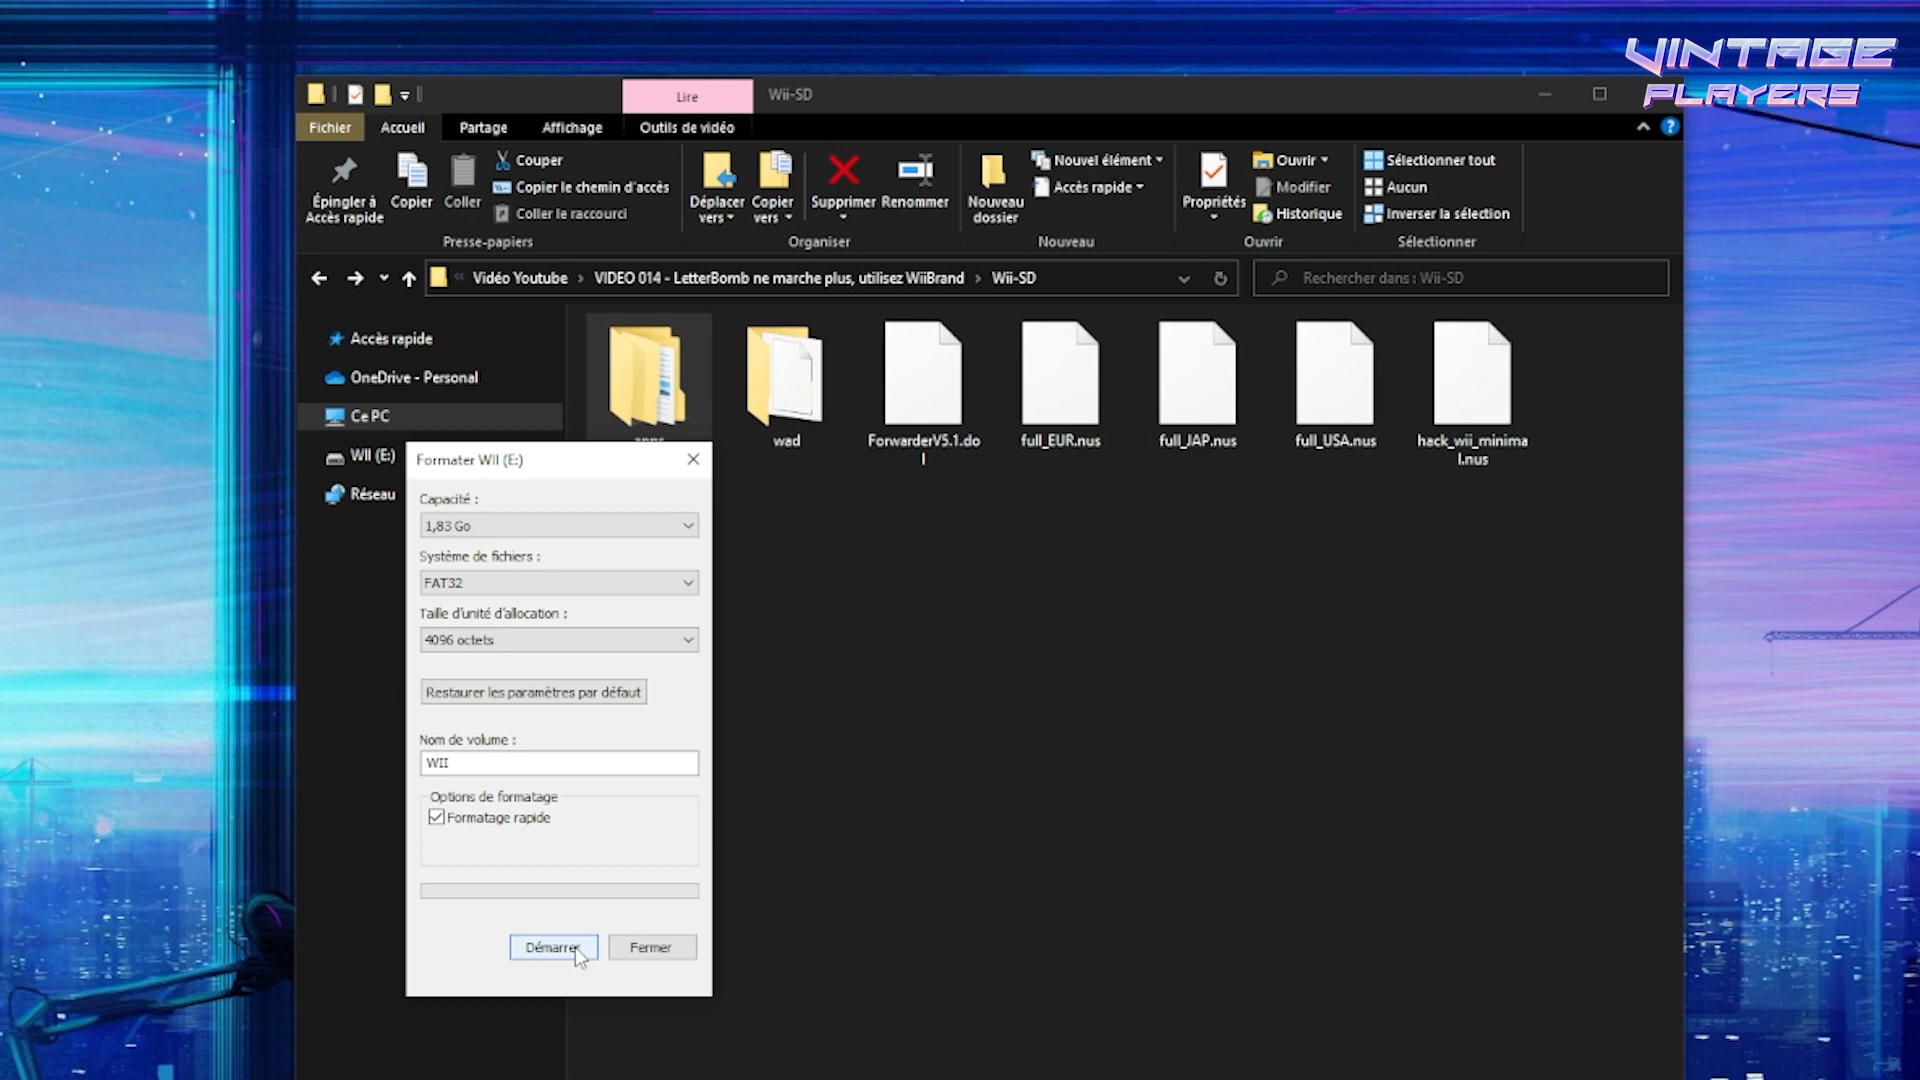 VINTAGE
PLAYERS
Lire
Wii-SD
Fichier
Accueil
Partage
Affichage
Outils de vidéo
Épingler à
Accès rapide
Copier
Coller
Couper
Copier le chemin d'accès
Coller le raccourci
Presse-papiers
Déplacer
vers
Copier
vers
Supprimer
Renommer
Organiser
Nouveau
dossier
Nouvel élément
Accès rapide
Nouveau
Propriétés
Ouvrir
Modifier
Historique
Ouvrir
Sélectionner tout
Aucun
Inverser la sélection
Sélectionner
« Vidéo Youtube › VIDEO 014 - LetterBomb ne marche plus, utilisez WiiBrand › Wii-SD
Rechercher dans : Wii-SD
Accès rapide
OneDrive - Personal
Ce PC
WII (E:)
Réseau
wad
ForwarderV5.1.do
l
full_EUR.nus
full_JAP.nus
full_USA.nus
hack_wii_minima
l.nus
Formater WII (E:)
Capacité :
1,83 Go
Système de fichiers :
FAT32
Taille d'unité d'allocation :
4096 octets
Restaurer les paramètres par défaut
Nom de volume :
WII
Options de formatage
Formatage rapide
Démarrer
Fermer